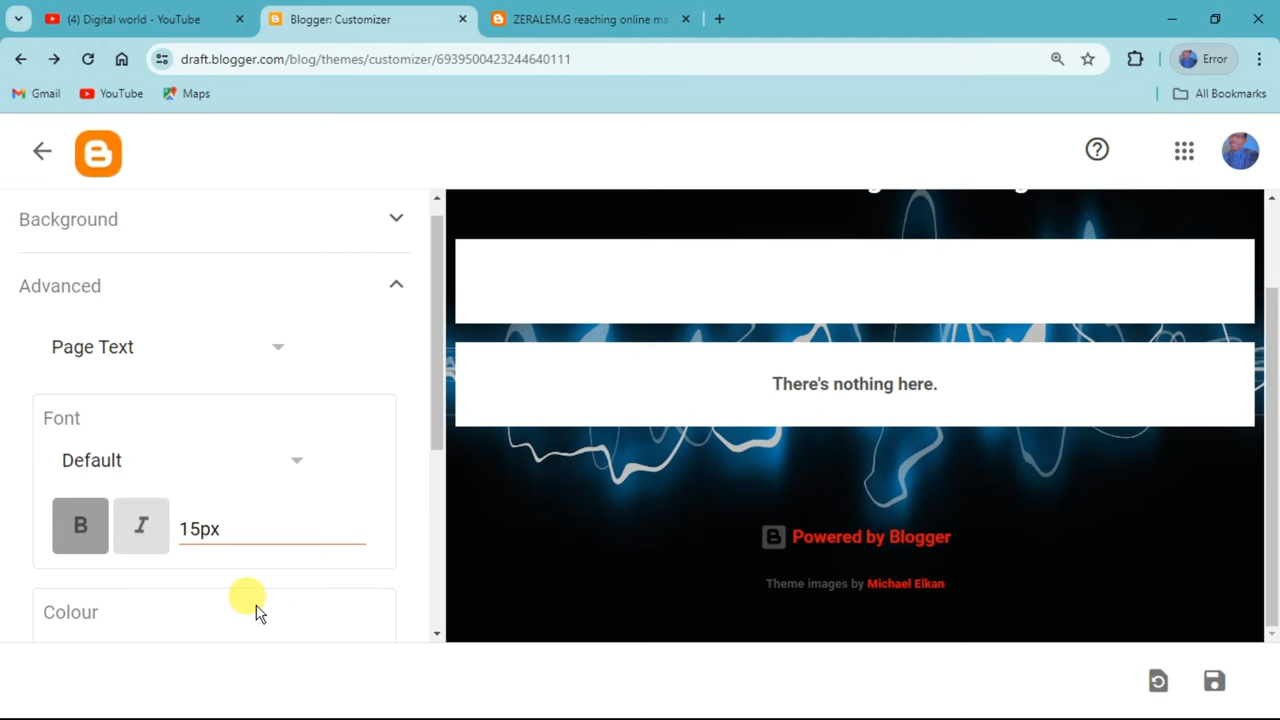 (4) Digital world - YouTube
Blogger: Customizer
ZERALEM.G reaching online ma
draft.blogger.com/blog/themes/customizer/6939500423244640111
Error
Gmail
YouTube
Maps
All Bookmarks
Background
Advanced
Page Text
Font
Default
B I 15px
Colour
There's nothing here.
Powered by Blogger
Theme images by Michael Elkan